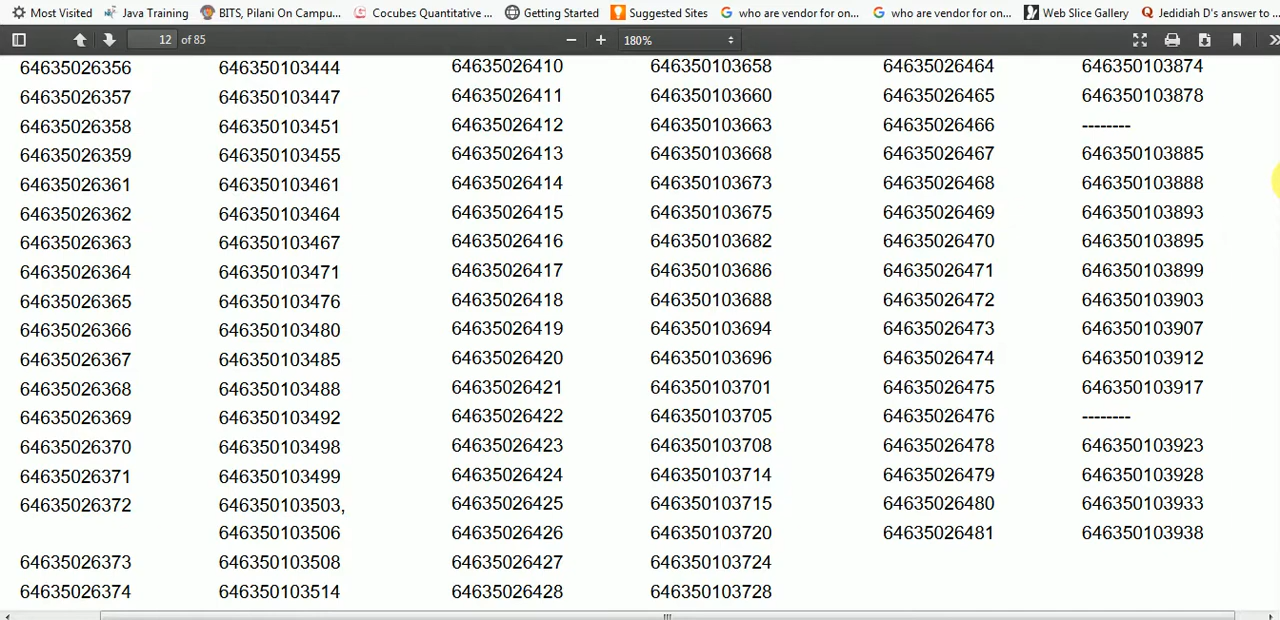 Most Visited Java Training BITS, Pilani On Campu... Cocubes Quantitative ... Getting Started Suggested Sites who are vendor for on... who are vendor for on... Web Slice Gallery Jedidiah D's answer to ...
12 of 85 180%
64635026356 646350103444 64635026410 646350103658 64635026464 646350103874
64635026357 646350103447 64635026411 646350103660 64635026465 646350103878
64635026358 646350103451 64635026412 646350103663 64635026466 --------
64635026359 646350103455 64635026413 646350103668 64635026467 646350103885
64635026361 646350103461 64635026414 646350103673 64635026468 646350103888
64635026362 646350103464 64635026415 646350103675 64635026469 646350103893
64635026363 646350103467 64635026416 646350103682 64635026470 646350103895
64635026364 646350103471 64635026417 646350103686 64635026471 646350103899
64635026365 646350103476 64635026418 646350103688 64635026472 646350103903
64635026366 646350103480 64635026419 646350103694 64635026473 646350103907
64635026367 646350103485 64635026420 646350103696 64635026474 646350103912
64635026368 646350103488 64635026421 646350103701 64635026475 646350103917
64635026369 646350103492 64635026422 646350103705 64635026476 --------
64635026370 646350103498 64635026423 646350103708 64635026478 646350103923
64635026371 646350103499 64635026424 646350103714 64635026479 646350103928
64635026372 646350103503, 64635026425 646350103715 64635026480 646350103933
646350103506 64635026426 646350103720 64635026481 646350103938
64635026373 646350103508 64635026427 646350103724
64635026374 646350103514 64635026428 646350103728